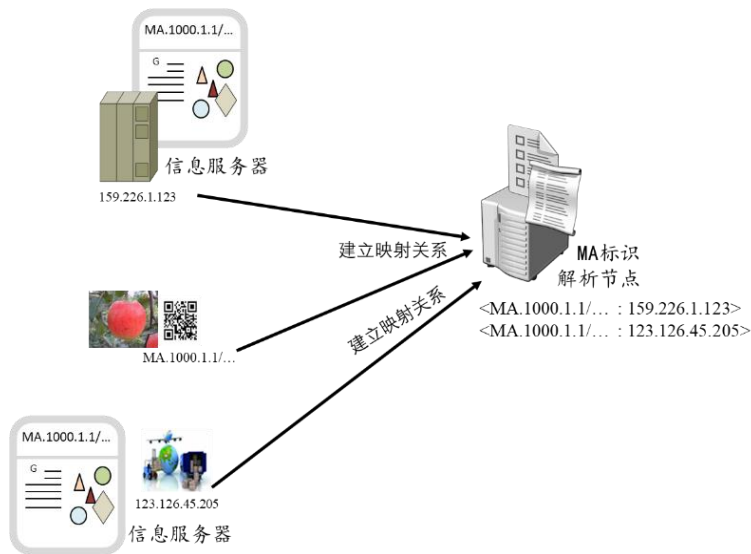 MA.1000.1.1/…
G
信息服务器
159.226.1.123
建立映射关系
MA标识
解析节点
<MA.1000.1.1/… : 159.226.1.123>
<MA.1000.1.1/… : 123.126.45.205>
建立映射关系
MA.1000.1.1/…
MA.1000.1.1/…
G
123.126.45.205
信息服务器